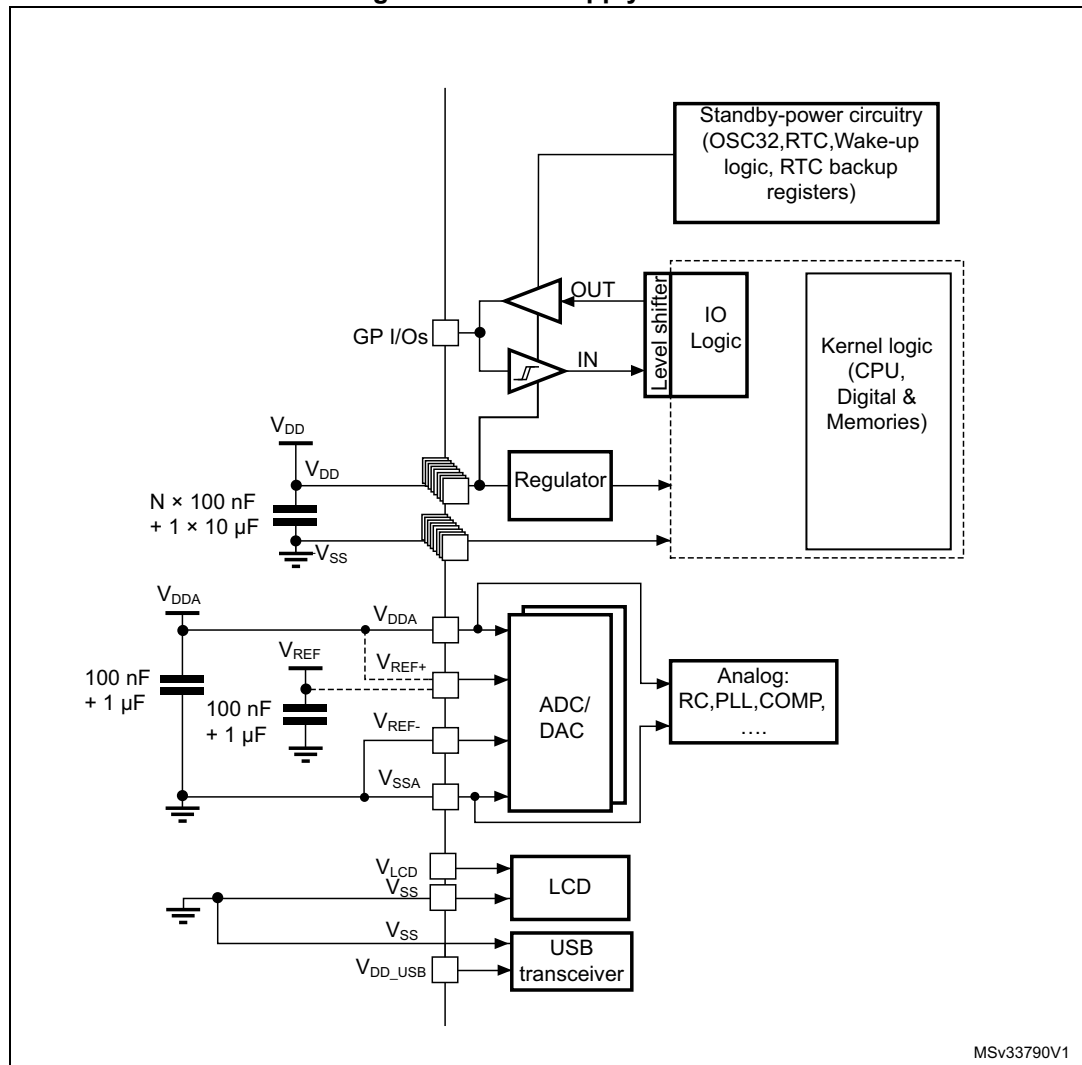 Standby-power circuitry
(OSC32,RTC,Wake-up
logic, RTC backup
registers)
OUT
GP I/Os
IN
Level shifter
IO
Logic
Kernel logic
(CPU,
Digital &
Memories)
VDD
VDD
Regulator
N × 100 nF
+ 1 × 10 µF
VSS
VDDA
VDDA
VREF
VREF+
100 nF
+ 1 µF
100 nF
+ 1 µF
ADC/
DAC
Analog:
RC,PLL,COMP,
....
VREF-
VSSA
VLCD
VSS
LCD
VSS
USB
transceiver
VDD_USB
MSv33790V1